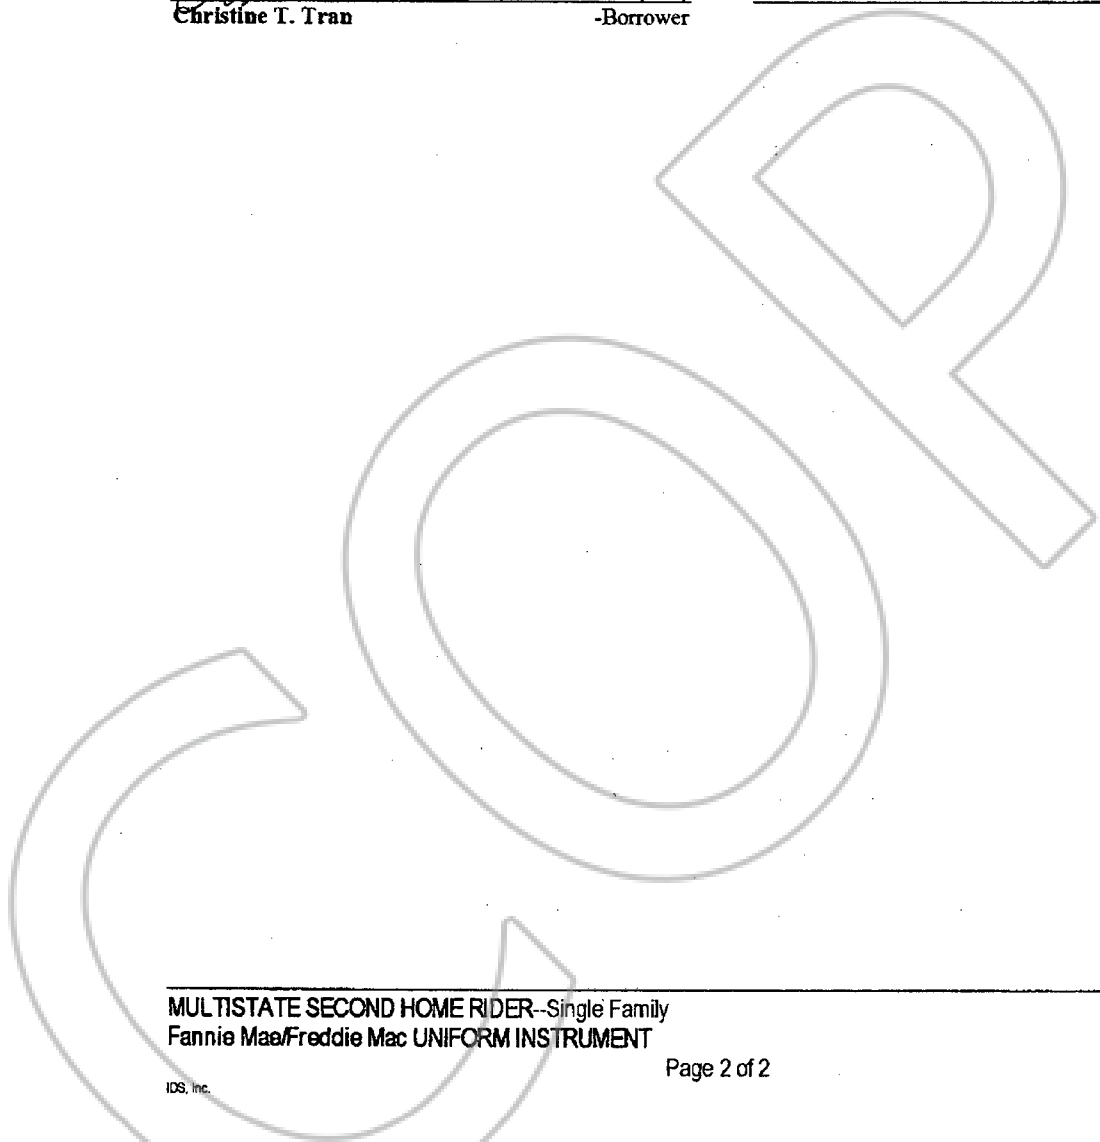 Christine T. Tran -Borrower
COP
MULTISTATE SECOND HOME RIDER--Single Family
Fannie Mae/Freddie Mac UNIFORM INSTRUMENT
Page 2 of 2
IDS, Inc.